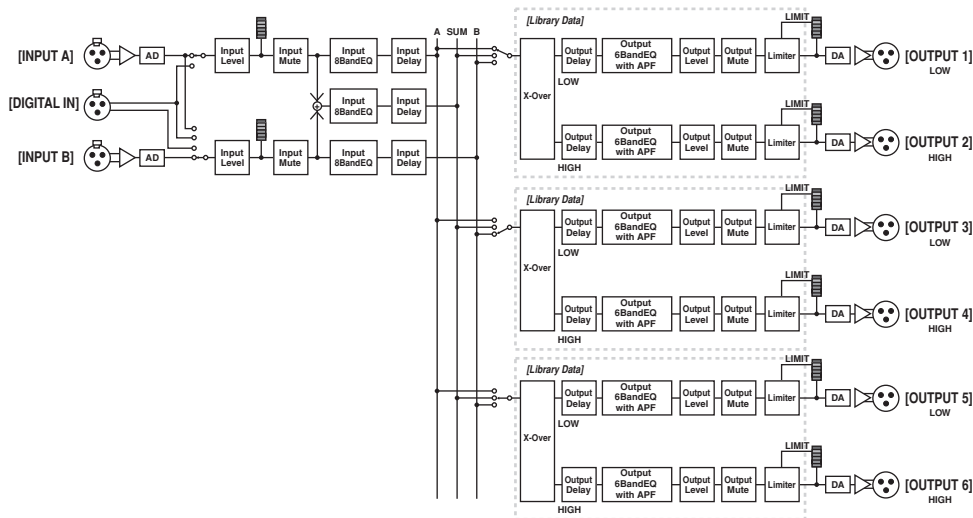 [INPUT A]
AD
Input Level
Input Mute
Input 8BandEQ
Input Delay
[DIGITAL IN]
Input 8BandEQ
Input Delay
[INPUT B]
AD
Input Level
Input Mute
Input 8BandEQ
Input Delay
A SUM B
[Library Data]
X-Over
LOW
Output Delay
Output 6BandEQ with APF
Output Level
Output Mute
Limiter
LIMIT
DA
[OUTPUT 1]
LOW
HIGH
Output Delay
Output 6BandEQ with APF
Output Level
Output Mute
Limiter
LIMIT
DA
[OUTPUT 2]
HIGH
[Library Data]
X-Over
LOW
Output Delay
Output 6BandEQ with APF
Output Level
Output Mute
Limiter
LIMIT
DA
[OUTPUT 3]
LOW
HIGH
Output Delay
Output 6BandEQ with APF
Output Level
Output Mute
Limiter
LIMIT
DA
[OUTPUT 4]
HIGH
[Library Data]
X-Over
LOW
Output Delay
Output 6BandEQ with APF
Output Level
Output Mute
Limiter
LIMIT
DA
[OUTPUT 5]
LOW
HIGH
Output Delay
Output 6BandEQ with APF
Output Level
Output Mute
Limiter
LIMIT
DA
[OUTPUT 6]
HIGH